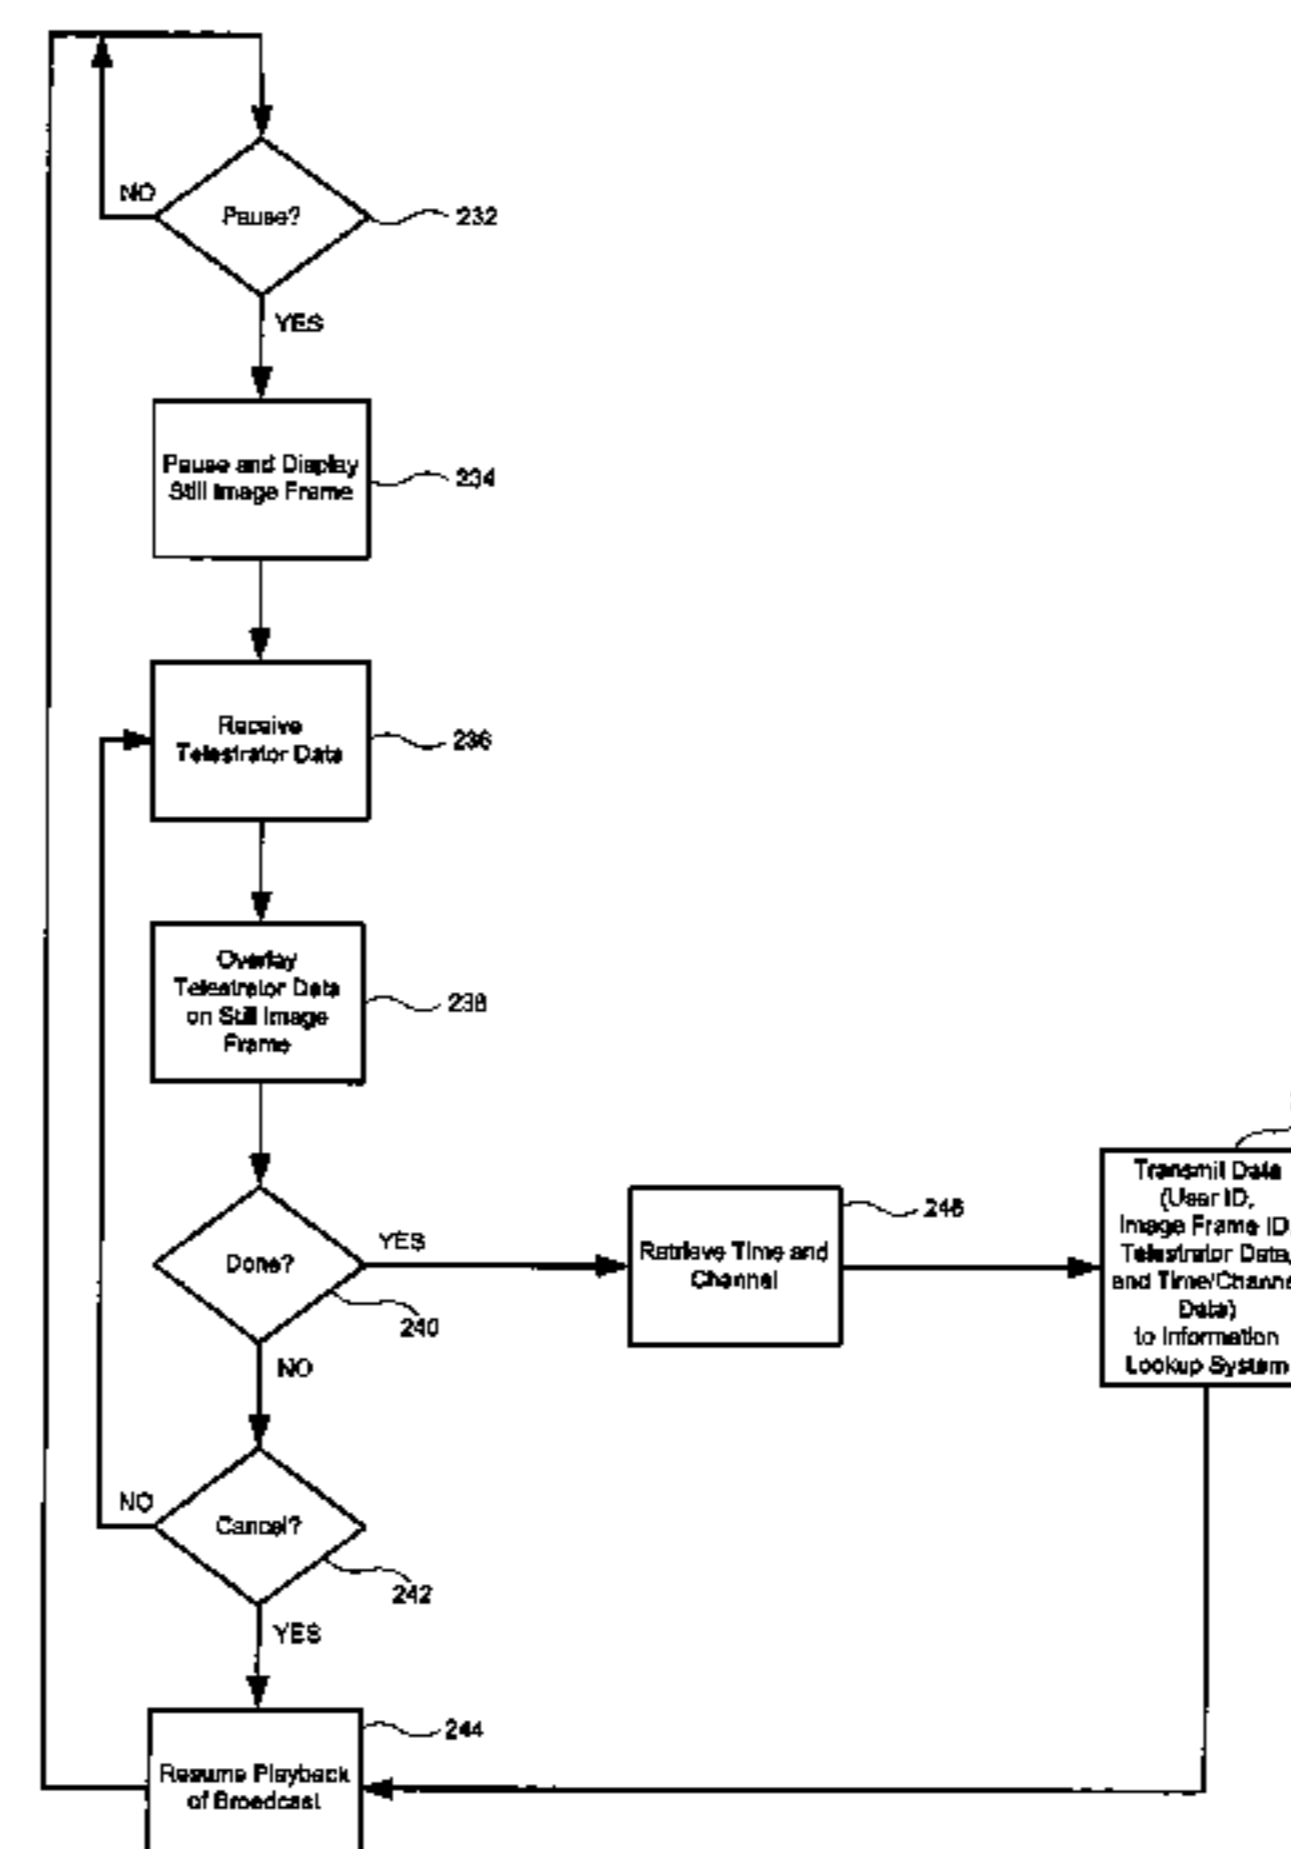 NO
Pause?
232
YES
Pause and Display
Still Image Frame
234
Receive
Telestrator Data
236
Overlay
Telestrator Data
on Still Image
Frame
238
Done?
YES
240
NO
Retrieve Time and
Channel
246
Transmit Data
(User ID,
Image Frame ID,
Telestrator Data,
and Time/Channe
Data)
to Information
Lookup System
Cancel?
NO
242
YES
244
Resume Playback
of Broadcast